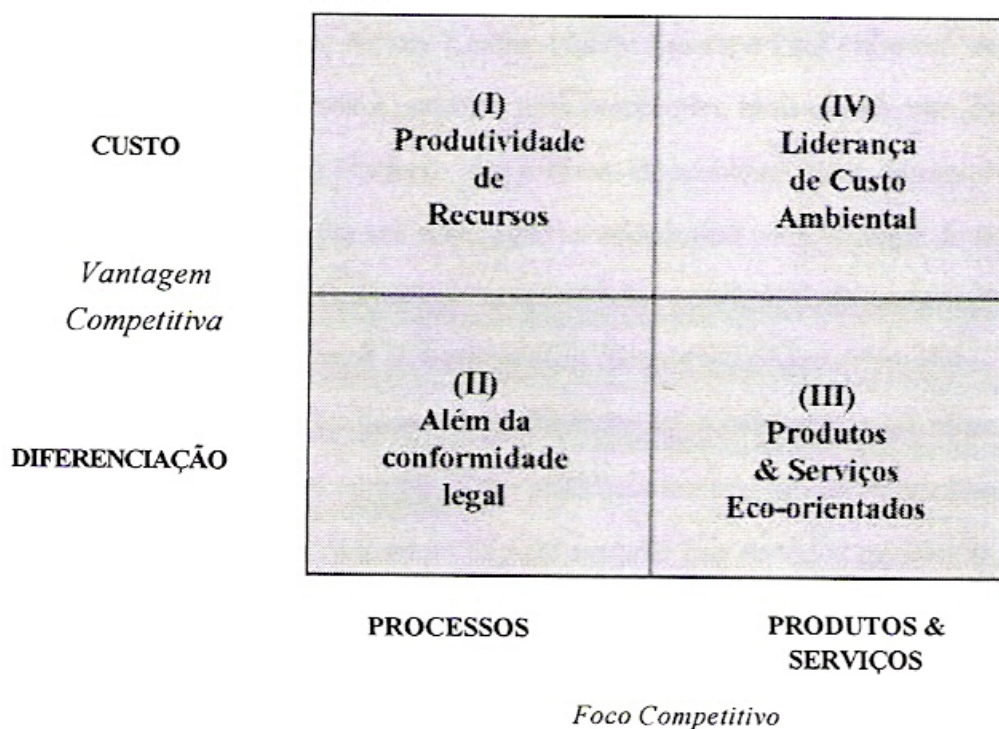 CUSTO
Vantagem
Competitiva
DIFERENCIAÇÃO
(I)
Produtividade
de
Recursos
(IV)
Liderança
de Custo
Ambiental
(II)
Além da
conformidade
legal
(III)
Produtos
& Serviços
Eco-orientados
PROCESSOS
PRODUTOS &
SERVIÇOS
Foco Competitivo